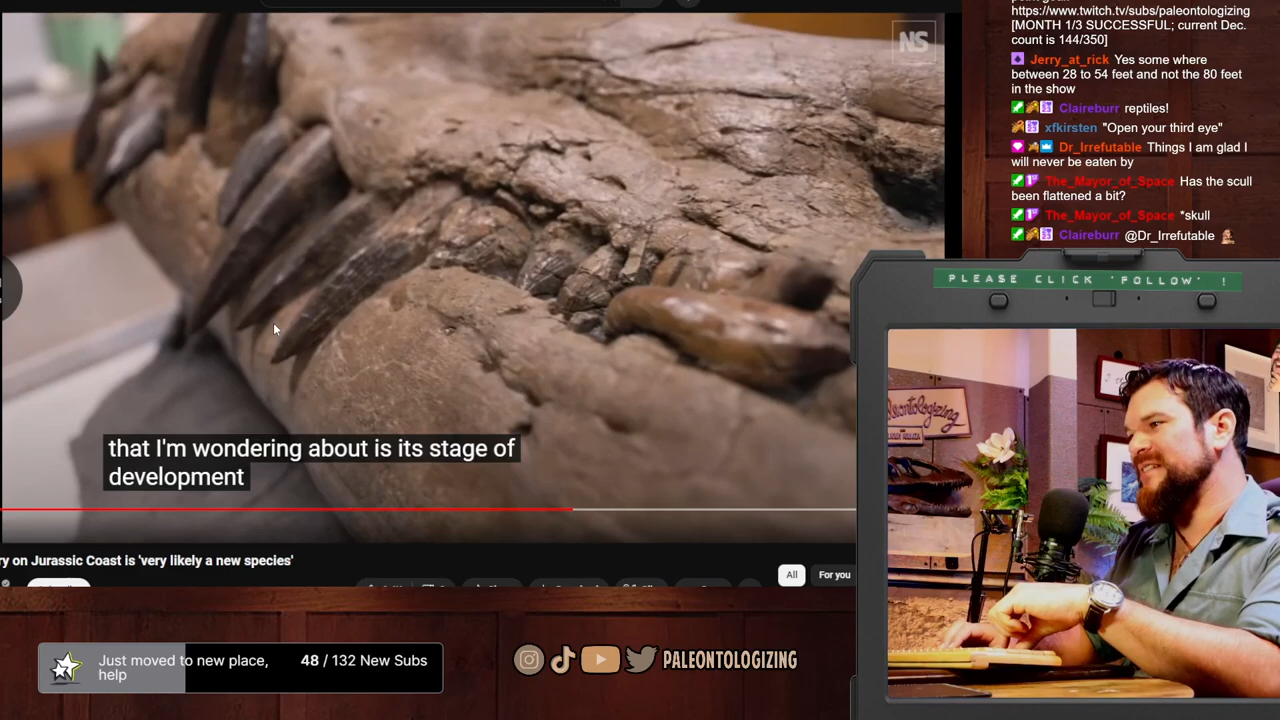 NS
that I'm wondering about is its stage of
development
ry on Jurassic Coast is 'very likely a new species'
All
For you
https://www.twitch.tv/subs/paleontologizing
[MONTH 1/3 SUCCESSFUL; current Dec.
count is 144/350]
Jerry_at_rick Yes some where
between 28 to 54 feet and not the 80 feet
in the show
Claireburr reptiles!
xfkirsten "Open your third eye"
Dr_Irrefutable Things I am glad I
will never be eaten by
The_Mayor_of_Space Has the scull
been flattened a bit?
The_Mayor_of_Space *skull
Claireburr @Dr_Irrefutable
PLEASE CLICK 'FOLLOW' !
Just moved to new place,
help
48 / 132 New Subs
PALEONTOLOGIZING